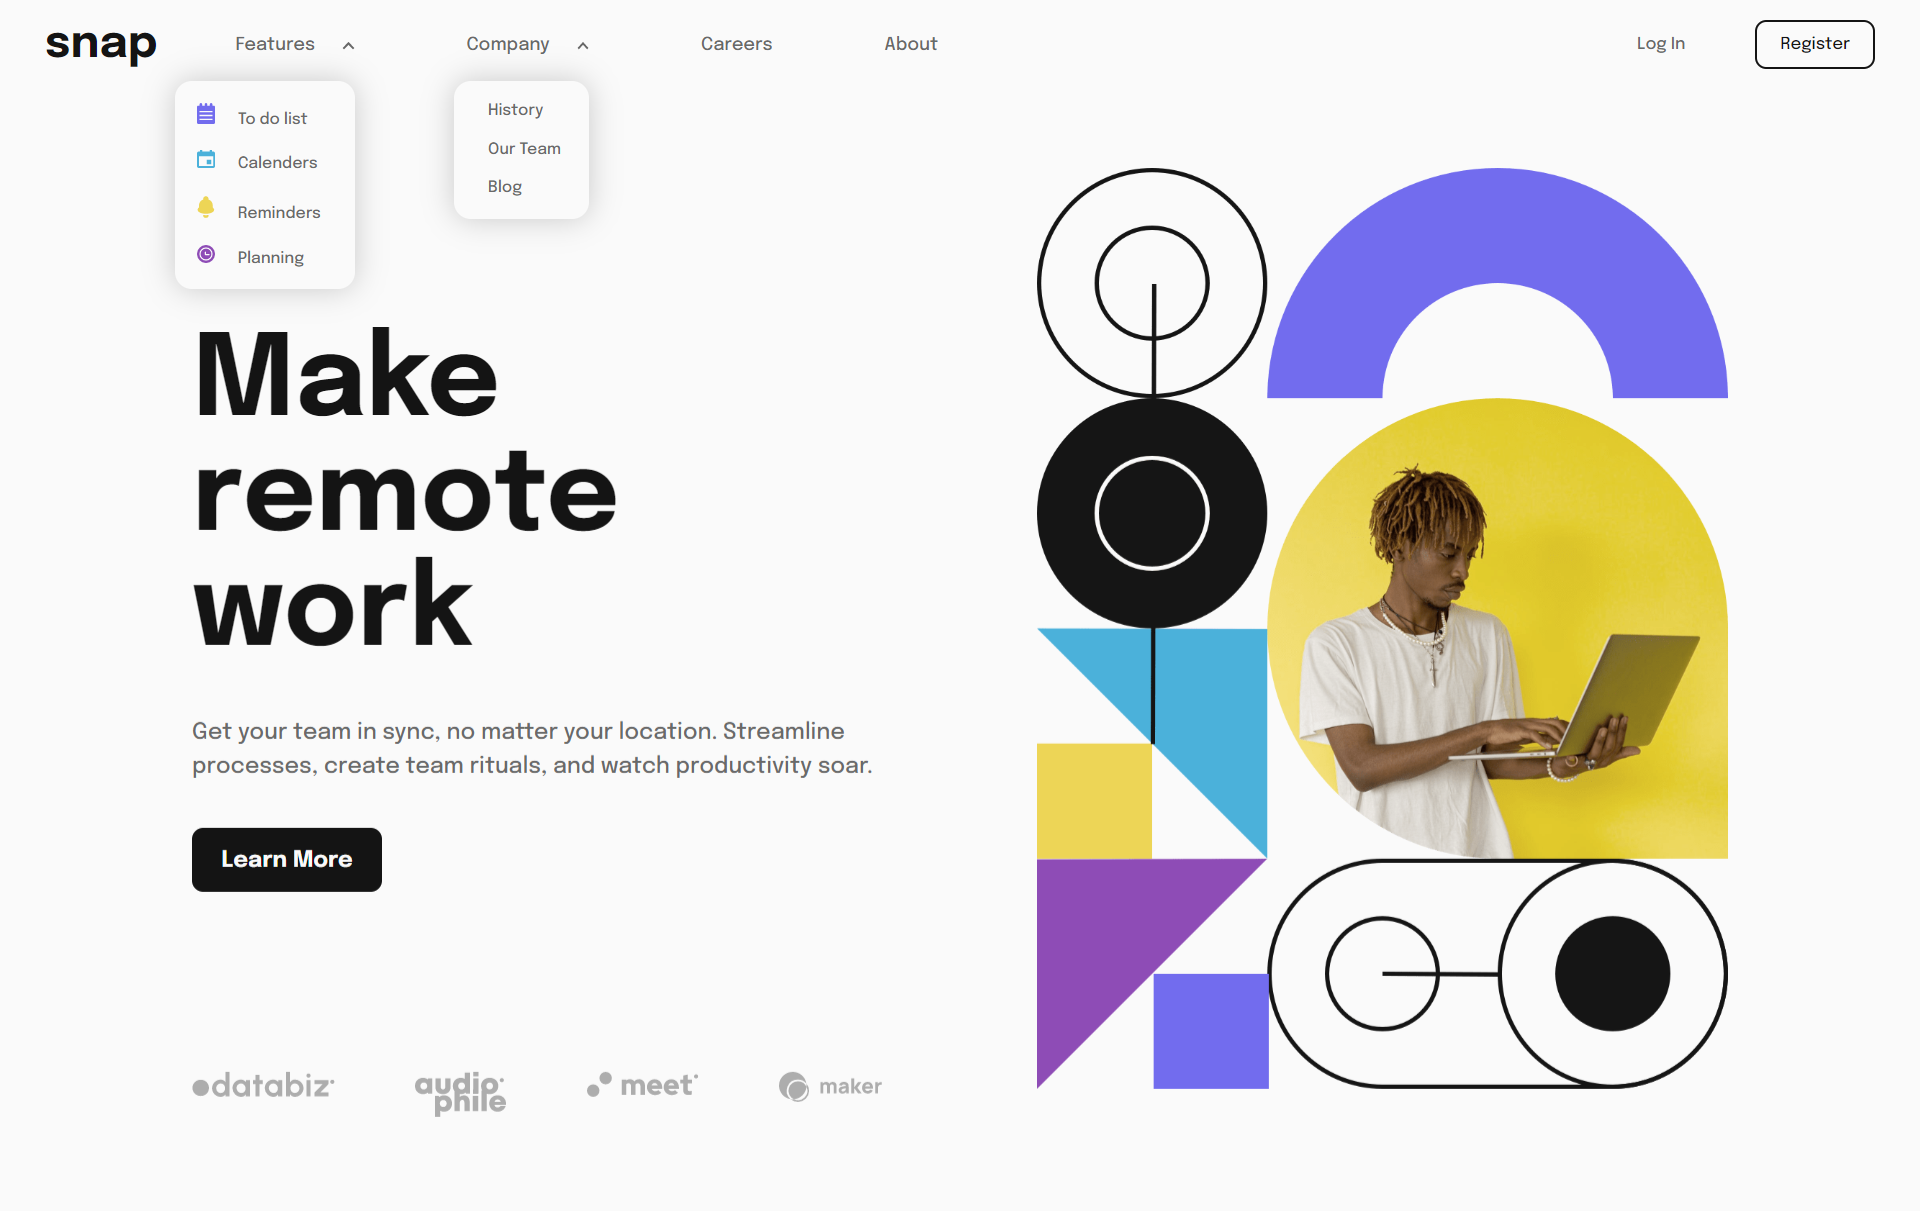 snap
Features
Company
Careers
About
Log In
Register
To do list
Calenders
Reminders
Planning
History
Our Team
Blog
Make
remote
work
Get your team in sync, no matter your location. Streamline
processes, create team rituals, and watch productivity soar.
Learn More
databiz
audio
phile
meet
maker